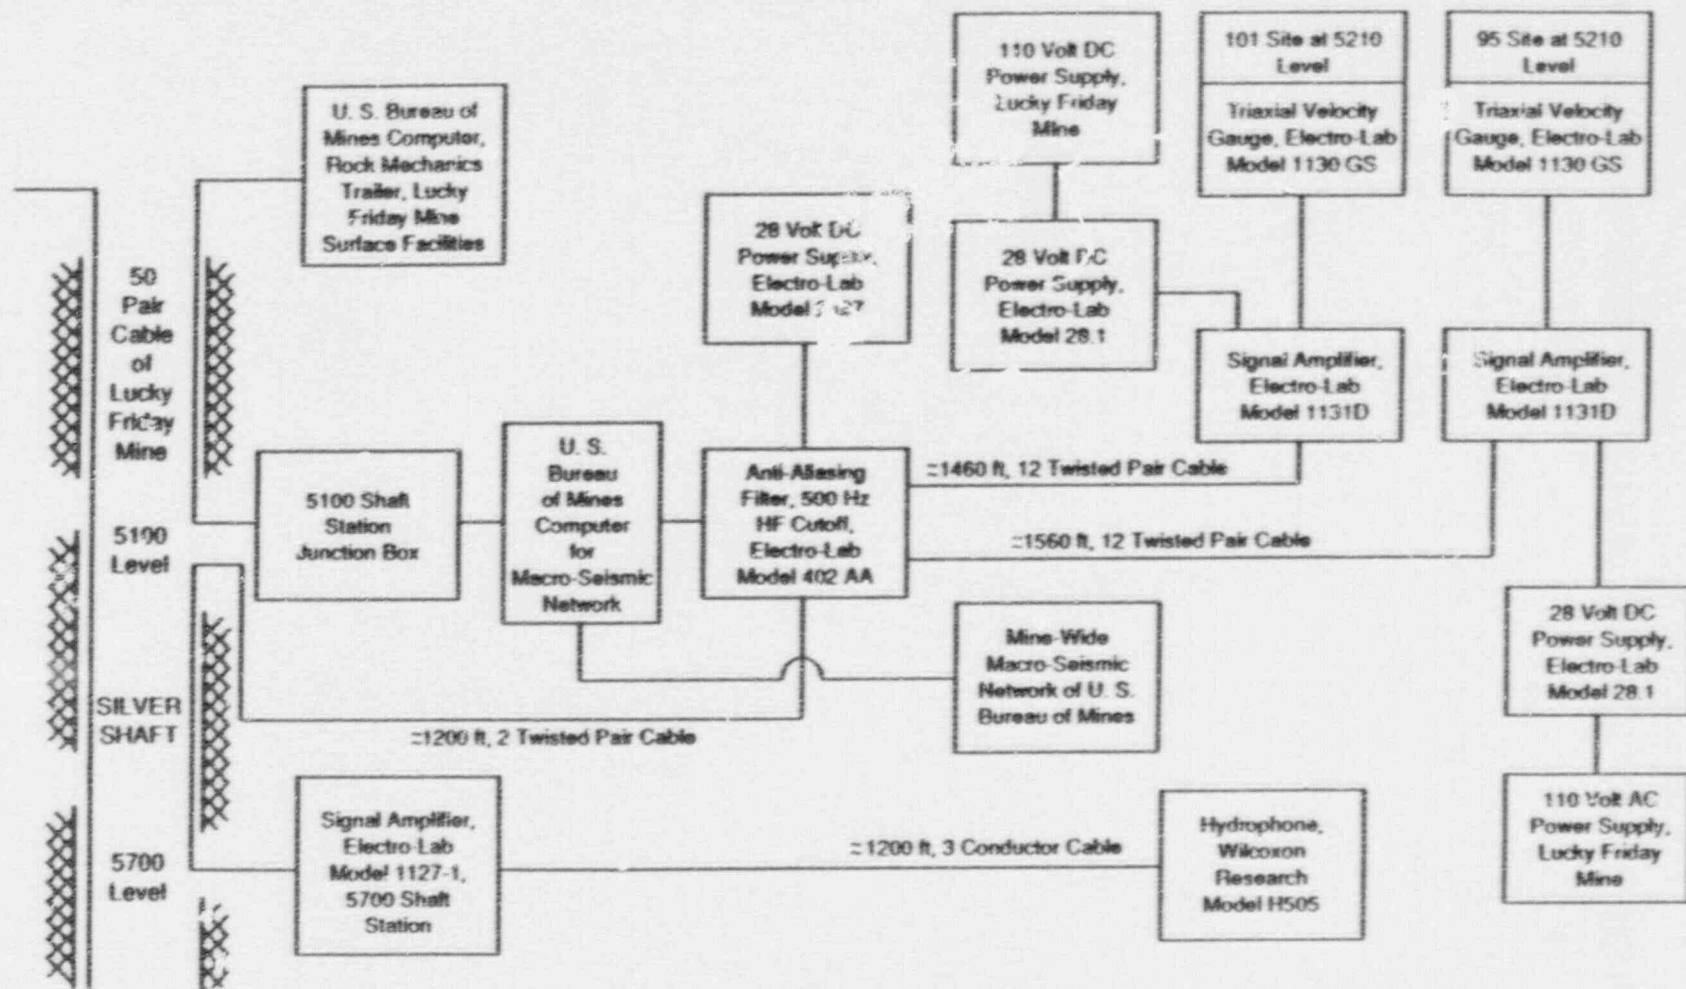 110 Volt DC
Power Supply,
Lucky Friday
Mine
101 Site at 5210
Level
Triaxial Velocity
Gauge, Electro-Lab
Model 1130 GS
95 Site at 5210
Level
Triaxial Velocity
Gauge, Electro-Lab
Model 1130 GS
U. S. Bureau of
Mines Computer,
Rock Mechanics
Trailer, Lucky
Friday Mine
Surface Facilities
28 Volt DC
Power Supply,
Electro-Lab
Model
28 Volt DC
Power Supply,
Electro-Lab
Model 28.1
Signal Amplifier,
Electro-Lab
Model 1131D
Signal Amplifier,
Electro-Lab
Model 1131D
50
Pair
Cable
of
Lucky
Friday
Mine
5100 Shaft
Station
Junction Box
U. S.
Bureau
of Mines
Computer
for
Macro-Seismic
Network
Anti-Aliasing
Filter, 500 Hz
HF Cutoff,
Electro-Lab
Model 402 AA
≈1460 ft, 12 Twisted Pair Cable
≈1560 ft, 12 Twisted Pair Cable
5100
Level
Mine-Wide
Macro-Seismic
Network of U. S.
Bureau of Mines
28 Volt DC
Power Supply,
Electro-Lab
Model 28.1
SILVER
SHAFT
≈1200 ft, 2 Twisted Pair Cable
Signal Amplifier,
Electro-Lab
Model 1127-1,
5700 Shaft
Station
≈1200 ft, 3 Conductor Cable
Hydrophone,
Wilcoxon
Research
Model H505
110 Volt AC
Power Supply,
Lucky Friday
Mine
5700
Level